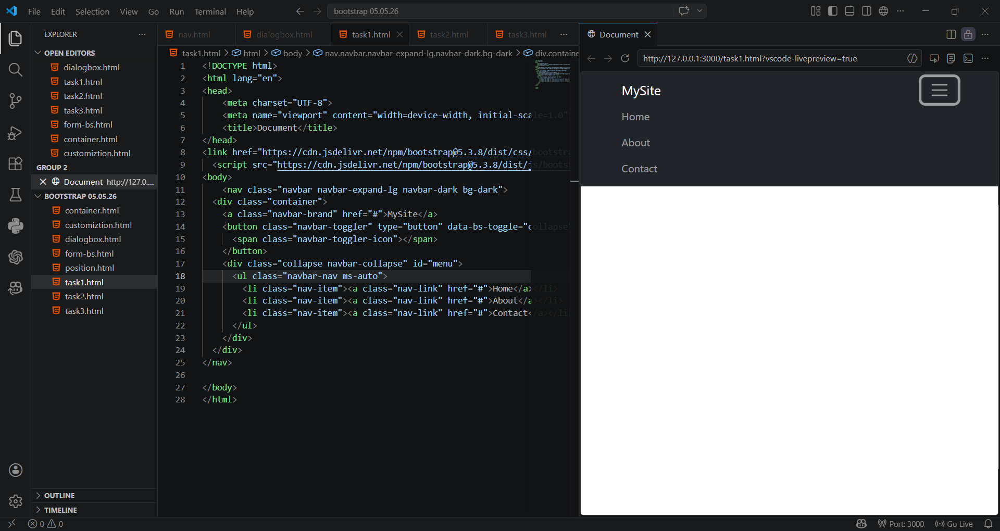 File Edit Selection View Go Run Terminal Help
bootstrap 05.05.26
EXPLORER
OPEN EDITORS
dialogbox.html
task1.html
task2.html
task3.html
form-bs.html
container.html
customiztion.html
GROUP 2
Document http://127.0....
BOOTSTRAP 05.05.26
container.html
customiztion.html
dialogbox.html
form-bs.html
position.html
task1.html
task2.html
task3.html
OUTLINE
TIMELINE
nav.html dialogbox.html task1.html task2.html task3.html
task1.html > html > body > nav.navbar.navbar-expand-lg.navbar-dark.bg-dark > div.containe
1 <!DOCTYPE html>
2 <html lang="en">
3 <head>
4 <meta charset="UTF-8">
5 <meta name="viewport" content="width=device-width, initial-scale=1.0"
6 <title>Document</title>
7 </head>
8 <link href="https://cdn.jsdelivr.net/npm/bootstrap@5.3.8/dist/css/bootstra
9 <script src="https://cdn.jsdelivr.net/npm/bootstrap@5.3.8/dist/js/boots
10 <body>
11 <nav class="navbar navbar-expand-lg navbar-dark bg-dark">
12 <div class="container">
13 <a class="navbar-brand" href="#">MySite</a>
14 <button class="navbar-toggler" type="button" data-bs-toggle="collapse"
15 <span class="navbar-toggler-icon"></span>
16 </button>
17 <div class="collapse navbar-collapse" id="menu">
18 <ul class="navbar-nav ms-auto">
19 <li class="nav-item"><a class="nav-link" href="#">Home</a></li>
20 <li class="nav-item"><a class="nav-link" href="#">About</a></li>
21 <li class="nav-item"><a class="nav-link" href="#">Contact</a></li
22 </ul>
23 </div>
24 </div>
25 </nav>
26
27 </body>
28 </html>
Document
http://127.0.0.1:3000/task1.html?vscode-livepreview=true
MySite
Home
About
Contact
0 0
Port: 3000 Go Live